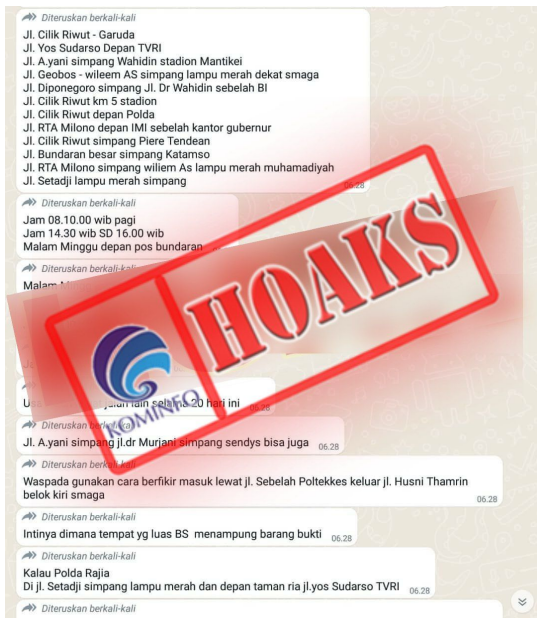 Diteruskan berkali-kali
Jl. Cilik Riwut - Garuda
Jl. Yos Sudarso Depan TVRI
Jl. A.yani simpang Wahidin stadion Mantikei
Jl. Geobos - wileem AS simpang lampu merah dekat smaga
Jl. Diponegoro simpang Jl. Dr Wahidin sebelah BI
Jl. Cilik Riwut km 5 stadion
Jl. Cilik Riwut depan Polda
Jl. RTA Milono depan IMI sebelah kantor gubernur
Jl. Cilik Riwut simpang Piere Tendean
Jl. Bundaran besar simpang Katamso
Jl. RTA Milono simpang wiliem As lampu merah muhamadiyah
Jl. Setadji lampu merah simpang
06.28
Diteruskan berkali-kali
Jam 08.10.00 wib pagi
Jam 14.30 wib SD 16.00 wib
Malam Minggu depan pos bundaran
Diteruskan berkali-kali
Malam
HOAKS
KOMINFO
jalan lain selama 20 hari ini
06.28
Diteruskan berkali-kali
Jl. A.yani simpang jl.dr Murjani simpang sendys bisa juga
06.28
Diteruskan berkali-kali
Waspada gunakan cara berfikir masuk lewat jl. Sebelah Poltekkes keluar jl. Husni Thamrin
belok kiri smaga
06.28
Diteruskan berkali-kali
Intinya dimana tempat yg luas BS menampung barang bukti
06.28
Diteruskan berkali-kali
Kalau Polda Rajia
Di jl. Setadji simpang lampu merah dan depan taman ria jl.yos Sudarso TVRI
06.28
Diteruskan berkali-kali